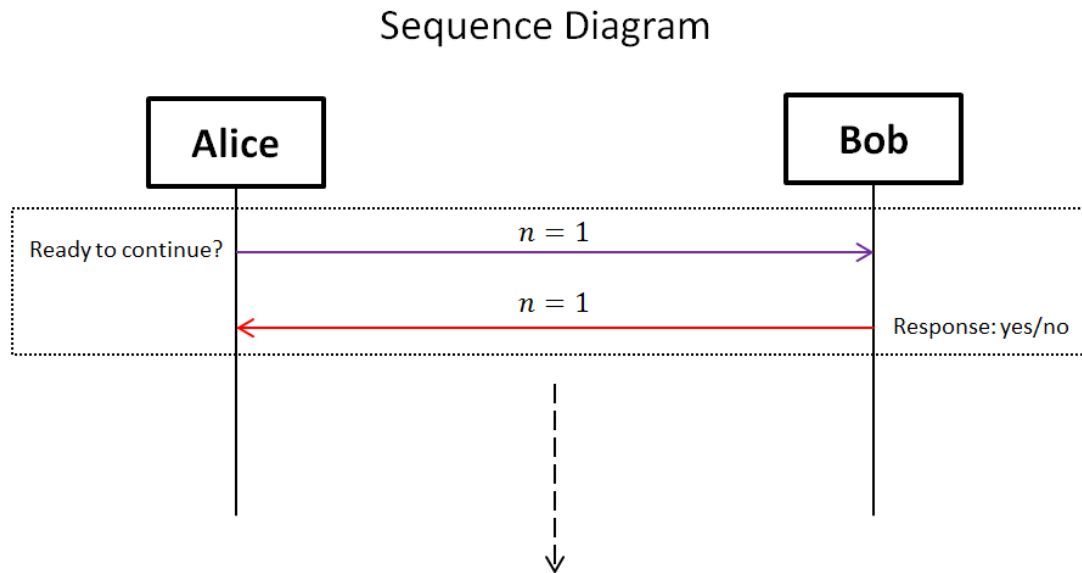 Sequence Diagram
Alice
Bob
Ready to continue?
n = 1
n = 1
Response: yes/no